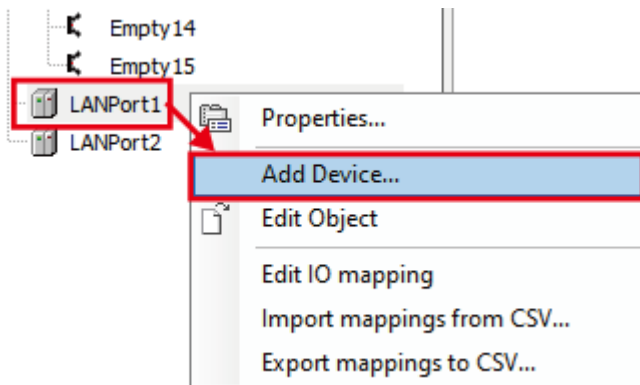 Empty14
Empty15
LANPort1
LANPort2
Properties...
Add Device...
Edit Object
Edit IO mapping
Import mappings from CSV...
Export mappings to CSV...